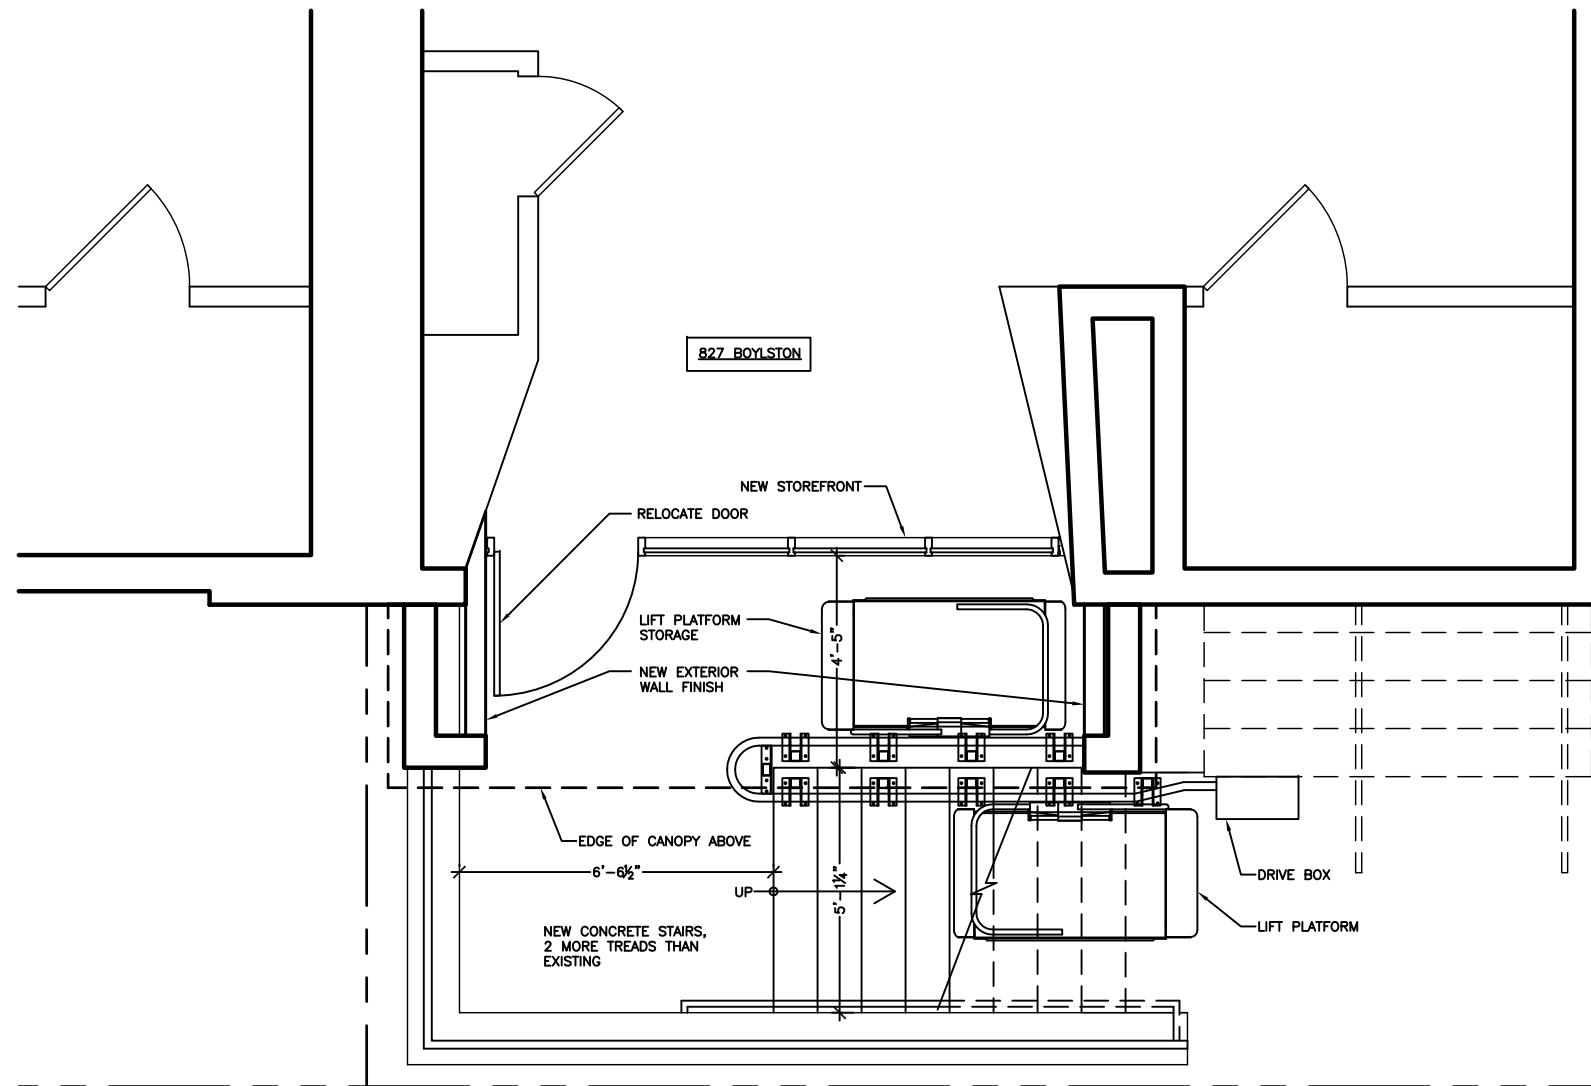 827 BOYLSTON
NEW STOREFRONT
RELOCATE DOOR
LIFT PLATFORM
STORAGE
4'-5"
NEW EXTERIOR
WALL FINISH
EDGE OF CANOPY ABOVE
6'-6½"
5'-1¼"
UP
DRIVE BOX
LIFT PLATFORM
NEW CONCRETE STAIRS,
2 MORE TREADS THAN
EXISTING